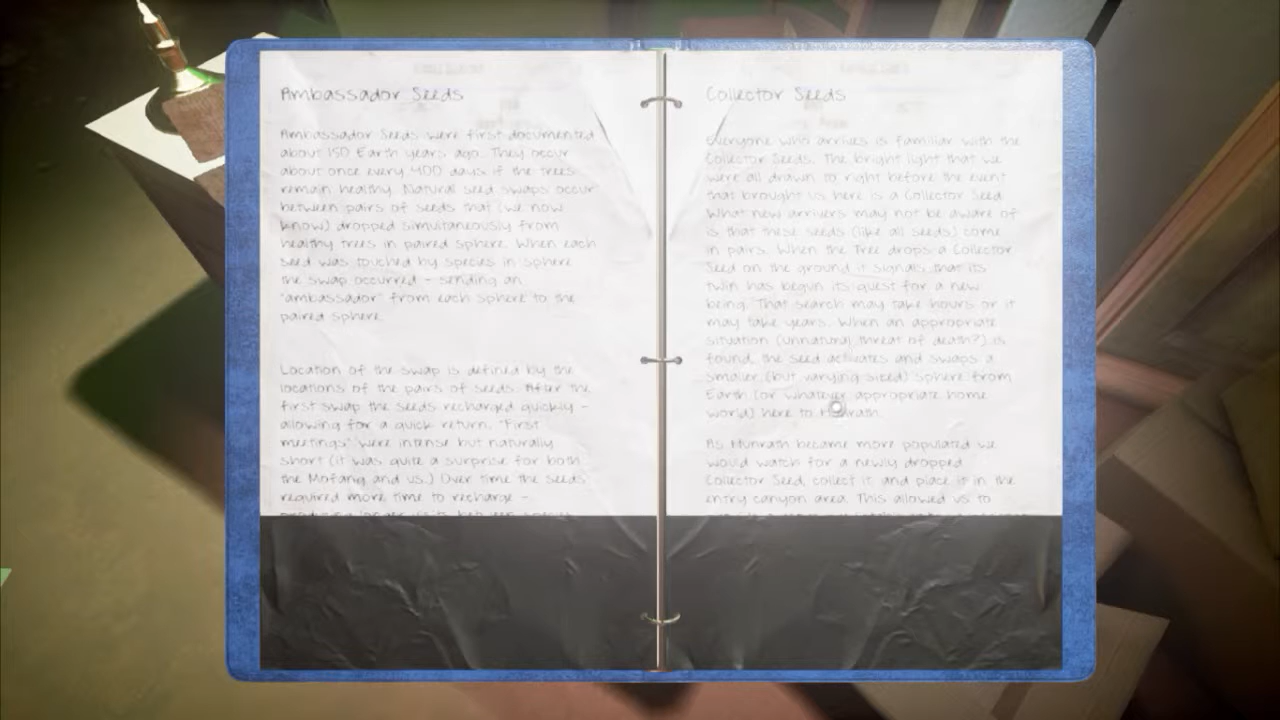 Ambassador Seeds
Ambassador Seeds were first documented
about 150 Earth years ago. They occur
about once every 400 days if the trees
remain healthy. Natural seed swaps occur
between pairs of seeds that (we now
know) dropped simultaneously from
healthy trees in paired sphere. When each
seed was touched by species in sphere
the swap occurred - sending an
"ambassador" from each sphere to the
paired sphere.
Location of the swap is defined by the
locations of the pairs of seeds. After the
first swap the seeds recharged quickly -
allowing for a quick return. "First
meetings" were intense but naturally
short (it was quite a surprise for both
the Mofang and us.) Over time the seeds
required more time to recharge -
producing longer between species
Collector Seeds
Everyone who arrives is familiar with the
Collector Seeds. The bright light that we
were all drawn to right before the event
that brought us here is a Collector Seed.
What new arrivers may not be aware of
is that these seeds (like all seeds) come
in pairs. When the Tree drops a Collector
Seed on the ground it signals that its
twin has begun its quest for a new
being. That search may take hours or it
may take years. When an appropriate
situation (unnatural threat of death?) is
found, the seed activates and swaps a
smaller (but varying sized) sphere from
Earth (or whatever appropriate home
world) here to Hunrath.
As Hunrath became more populated we
would watch for a newly dropped
Collector Seed, collect it and place it in the
entry canyon area. This allowed us to